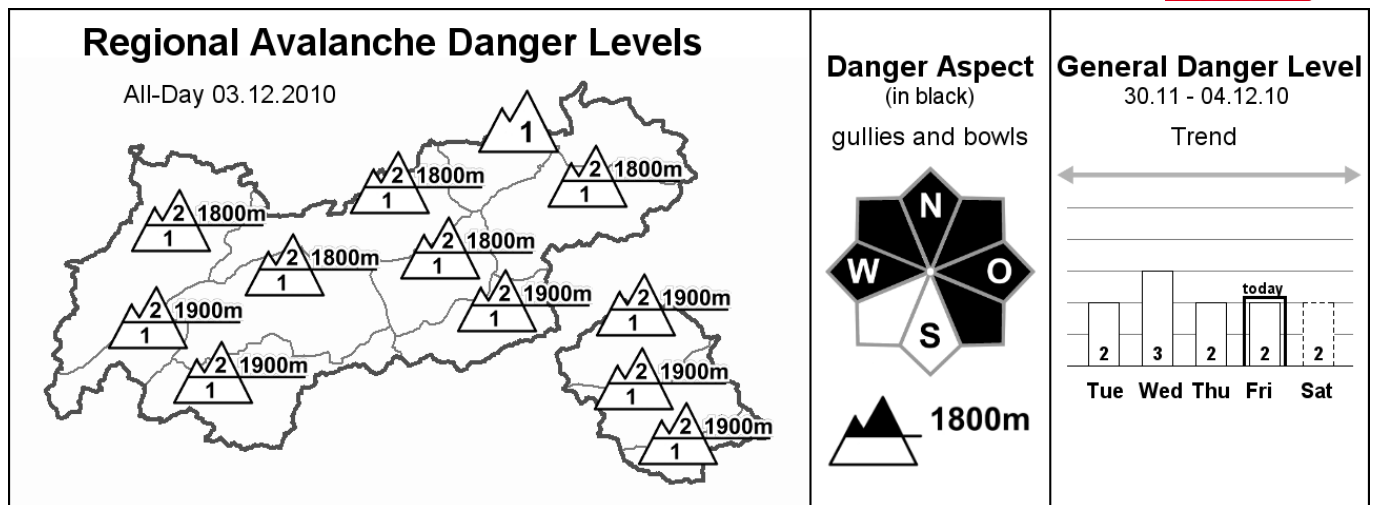 Regional Avalanche Danger Levels
All-Day 03.12.2010
1
2 1800m
1
2 1800m
1
2 1800m
1
2 1800m
1
2 1800m
1
2 1900m
1
2 1900m
1
2 1900m
1
2 1900m
1
2 1900m
1
2 1900m
1
Danger Aspect
(in black)
gullies and bowls
N
W
O
S
1800m
General Danger Level
30.11 - 04.12.10
Trend
today
2 3 2 2 2
Tue Wed Thu Fri Sat